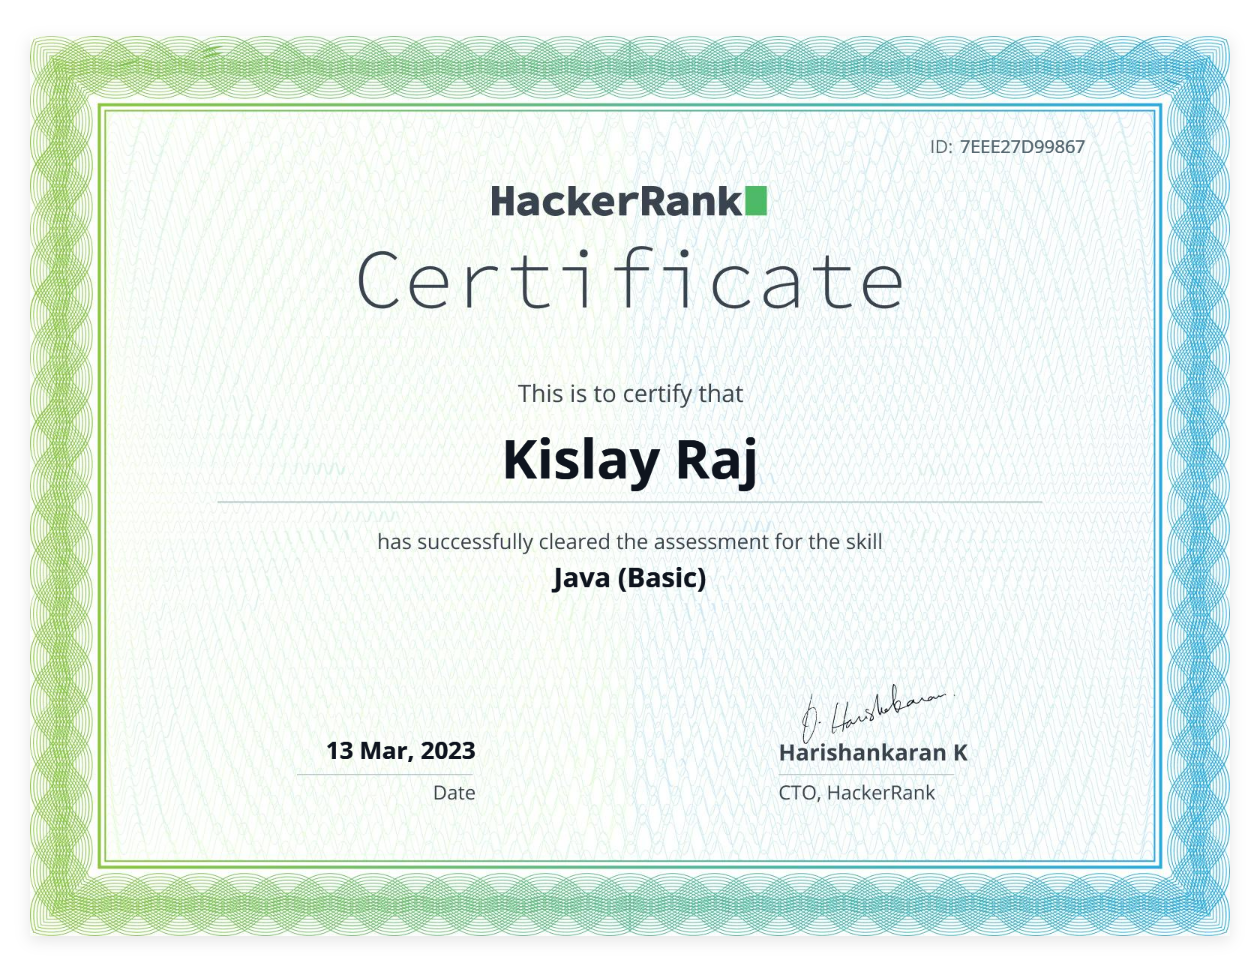 ID: 7EEE27D99867
HackerRank
Certificate
This is to certify that
Kislay Raj
has successfully cleared the assessment for the skill
Java (Basic)
D. Harishankaran.
13 Mar, 2023
Harishankaran K
Date
CTO, HackerRank